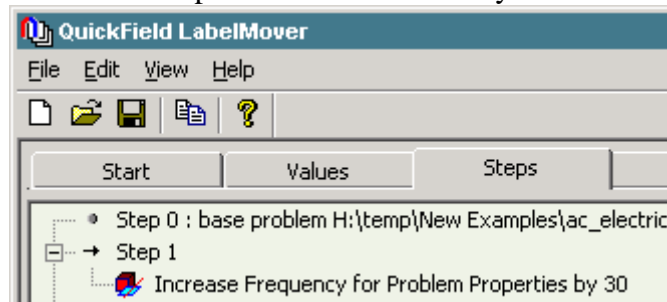 QuickField LabelMover
File Edit View Help
Start Values Steps
Step 0 : base problem H:\temp\New Examples\ac_electric
Step 1
Increase Frequency for Problem Properties by 30